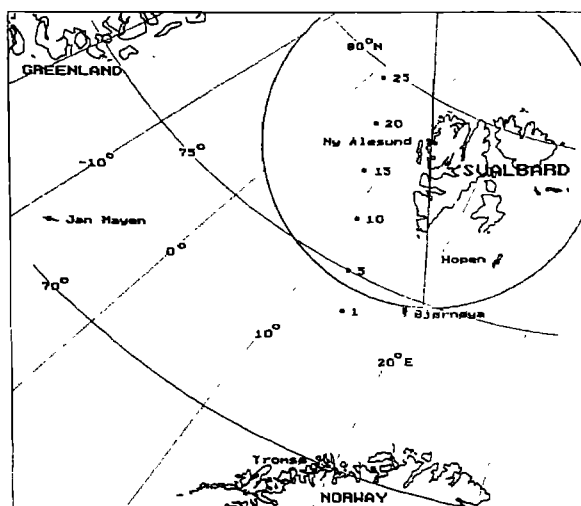 80°N
GREENLAND
25
20
Ny Ålesund
-10°
75°
15
SVALBARD
Jan Mayen
10
0°
Hopen
70°
5
1
Bjørnøya
10°
20°E
Tromsø
NORWAY